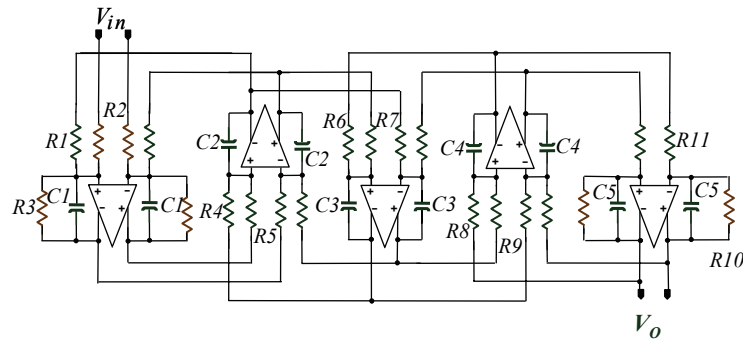 Vin
R1
R2
R3
C1
C1
C2
C2
R4
R5
R6
R7
C3
C3
C4
C4
R8
R9
R11
C5
C5
R10
Vo
+
-
-
+
-
-
+
+
+
-
-
+
-
-
+
+
+
-
-
+